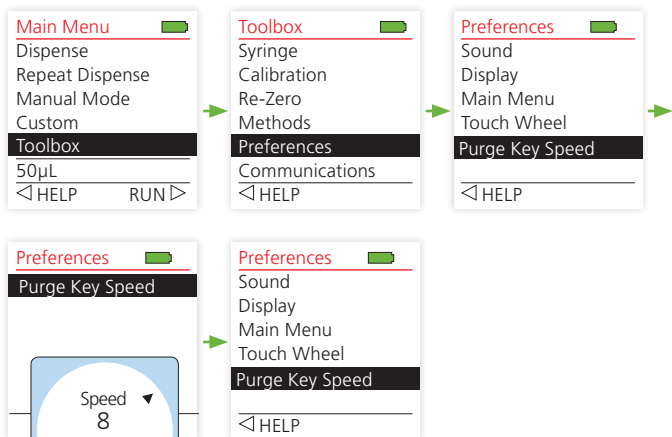 Main Menu
Dispense
Repeat Dispense
Manual Mode
Custom
Toolbox
50µL
HELP RUN
Toolbox
Syringe
Calibration
Re-Zero
Methods
Preferences
Communications
HELP
Preferences
Sound
Display
Main Menu
Touch Wheel
Purge Key Speed
HELP
Preferences
Purge Key Speed
Speed
8
Preferences
Sound
Display
Main Menu
Touch Wheel
Purge Key Speed
HELP